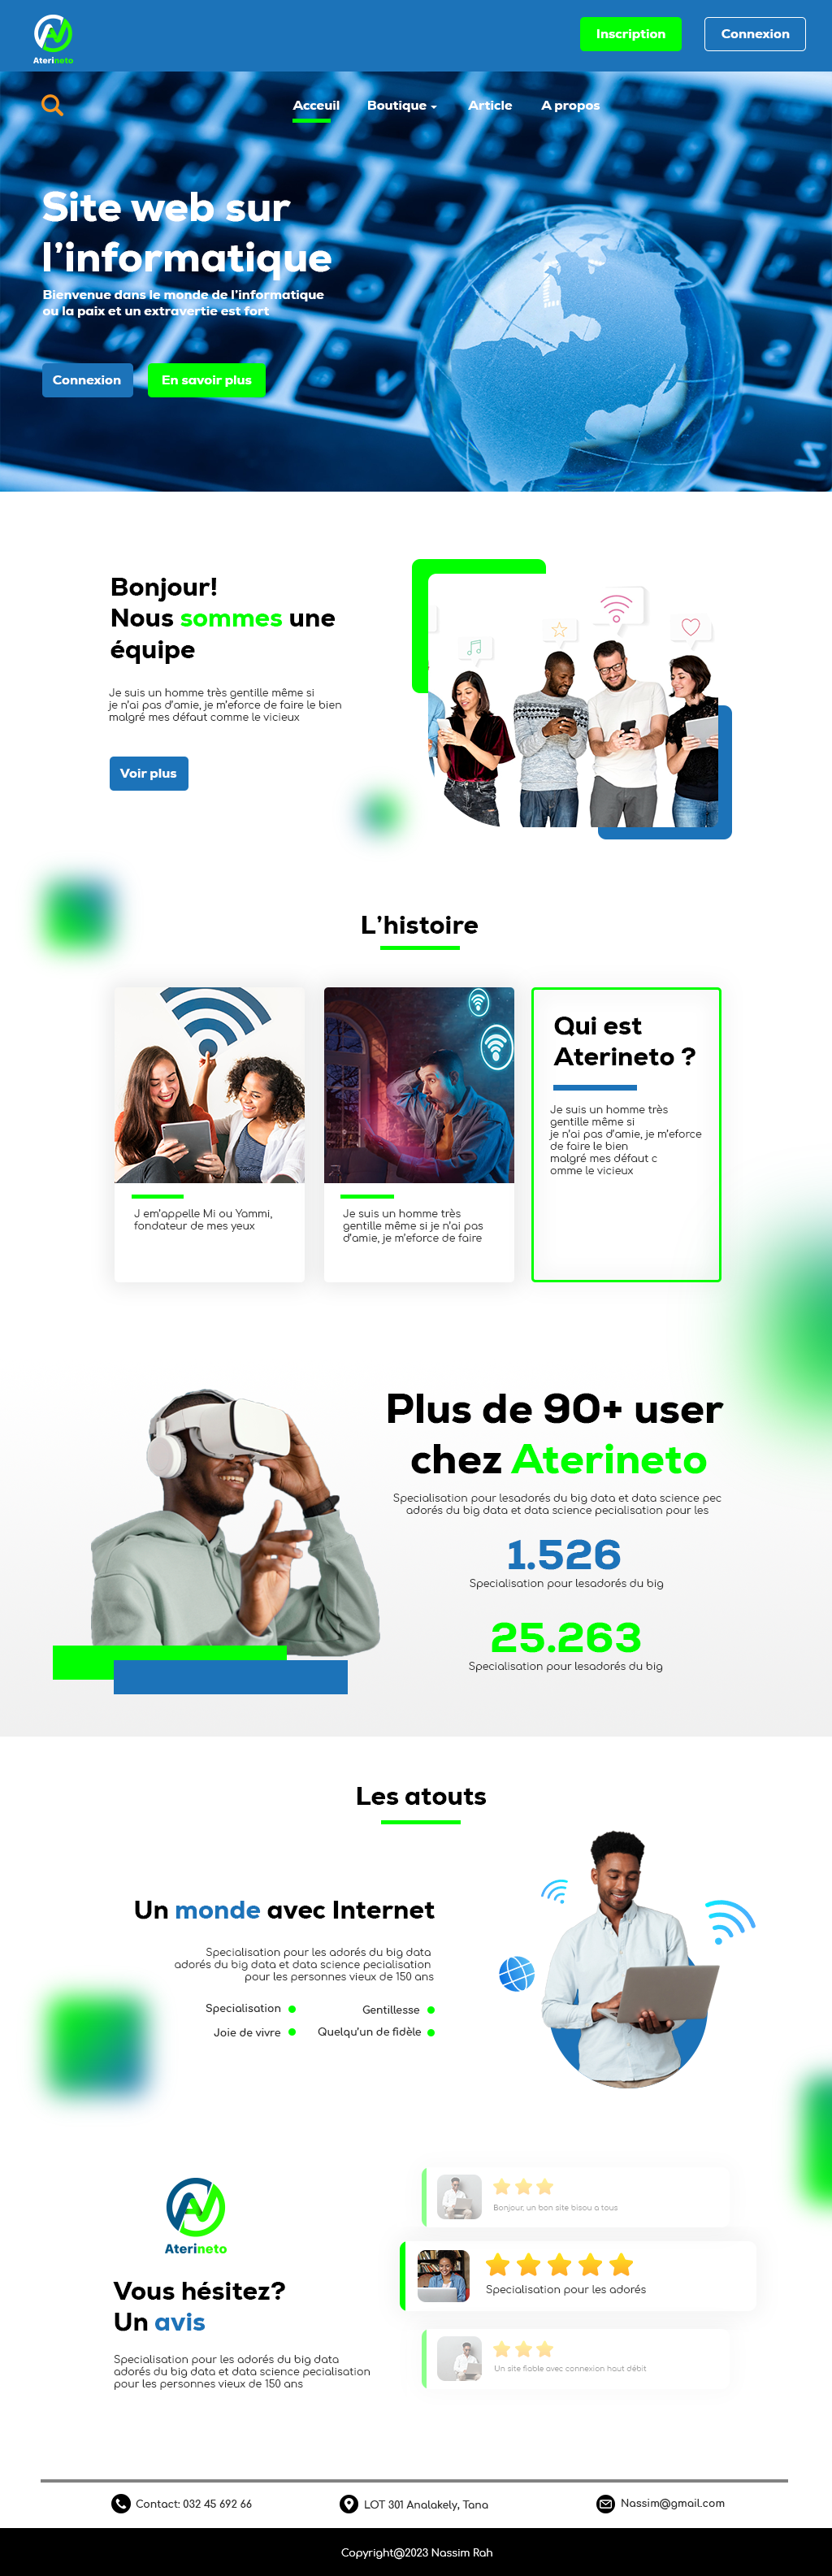 Aterineto
Inscription
Connexion
Acceuil
Boutique
Article
A propos
Site web sur
l'informatique
Bienvenue dans le monde de l'informatique
ou la paix et un extravertie est fort
Connexion
En savoir plus
Bonjour!
Nous sommes une
équipe
Je suis un homme très gentille même si
je n'ai pas d'amie, je m'eforce de faire le bien
malgré mes défaut comme le vicieux
Voir plus
L'histoire
J em'appelle Mi ou Yammi,
fondateur de mes yeux
Je suis un homme très
gentille même si je n'ai pas
d'amie, je m'eforce de faire
Qui est
Aterineto ?
Je suis un homme très
gentille même si
je n'ai pas d'amie, je m'eforce
de faire le bien
malgré mes défaut c
omme le vicieux
Plus de 90+ user
chez Aterineto
Specialisation pour lesadorés du big data et data science pec
adorés du big data et data science pecialisation pour les
1.526
Specialisation pour lesadorés du big
25.263
Specialisation pour lesadorés du big
Les atouts
Un monde avec Internet
Specialisation pour les adorés du big data
adorés du big data et data science pecialisation
pour les personnes vieux de 150 ans
Specialisation
Gentillesse
Joie de vivre
Quelqu'un de fidèle
Aterineto
Vous hésitez?
Un avis
Specialisation pour les adorés du big data
adorés du big data et data science pecialisation
pour les personnes vieux de 150 ans
Bonjour, un bon site bisou a tous
Specialisation pour les adorés
Un site fiable avec connexion haut débit
Contact: 032 45 692 66
LOT 301 Analakely, Tana
Nassim@gmail.com
Copyright@2023 Nassim Rah